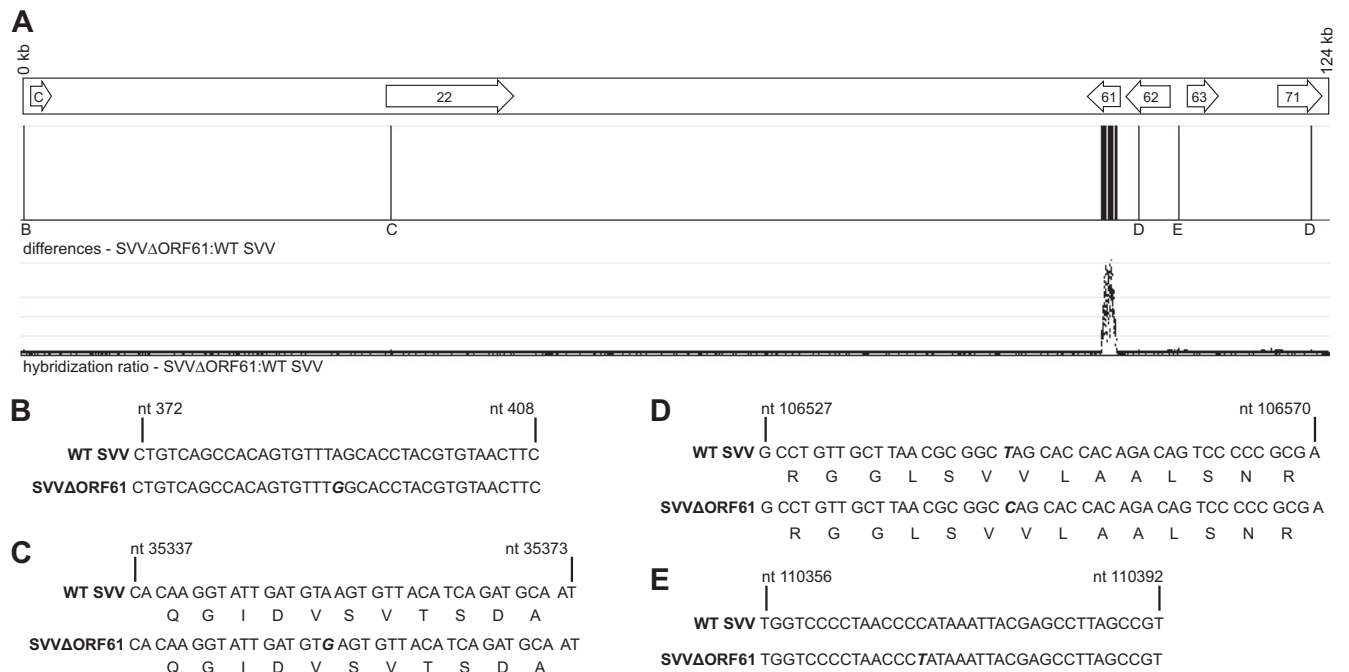 A
0 kb
124 kb
C
22
61
62
63
71
B
C
D
E
D
differences - SVVΔORF61:WT SVV
hybridization ratio - SVVΔORF61:WT SVV
B
nt 372
nt 408
WT SVV CTGTCAGCCACAGTGTTTAGCACCTACGTGTAACTTC
SVVΔORF61 CTGTCAGCCACAGTGTTTGGCACCTACGTGTAACTTC
C
nt 35337
nt 35373
WT SVV CA CAA GGT ATT GAT GTA AGT GTT ACA TCA GAT GCA AT
Q G I D V S V T S D A
SVVΔORF61 CA CAA GGT ATT GAT GTG AGT GTT ACA TCA GAT GCA AT
Q G I D V S V T S D A
D
nt 106527
nt 106570
WT SVV G CCT GTT GCT TAA CGC GGC TAG CAC CAC AGA CAG TCC CCC GCG A
R G G L S V V L A A L S N R
SVVΔORF61 G CCT GTT GCT TAA CGC GGC CAG CAC CAC AGA CAG TCC CCC GCG A
R G G L S V V L A A L S N R
E
nt 110356
nt 110392
WT SVV TGGTCCCCTAACCCCATAAATTACGAGCCTTAGCCGT
SVVΔORF61 TGGTCCCCTAACCCTATAAATTACGAGCCTTAGCCGT